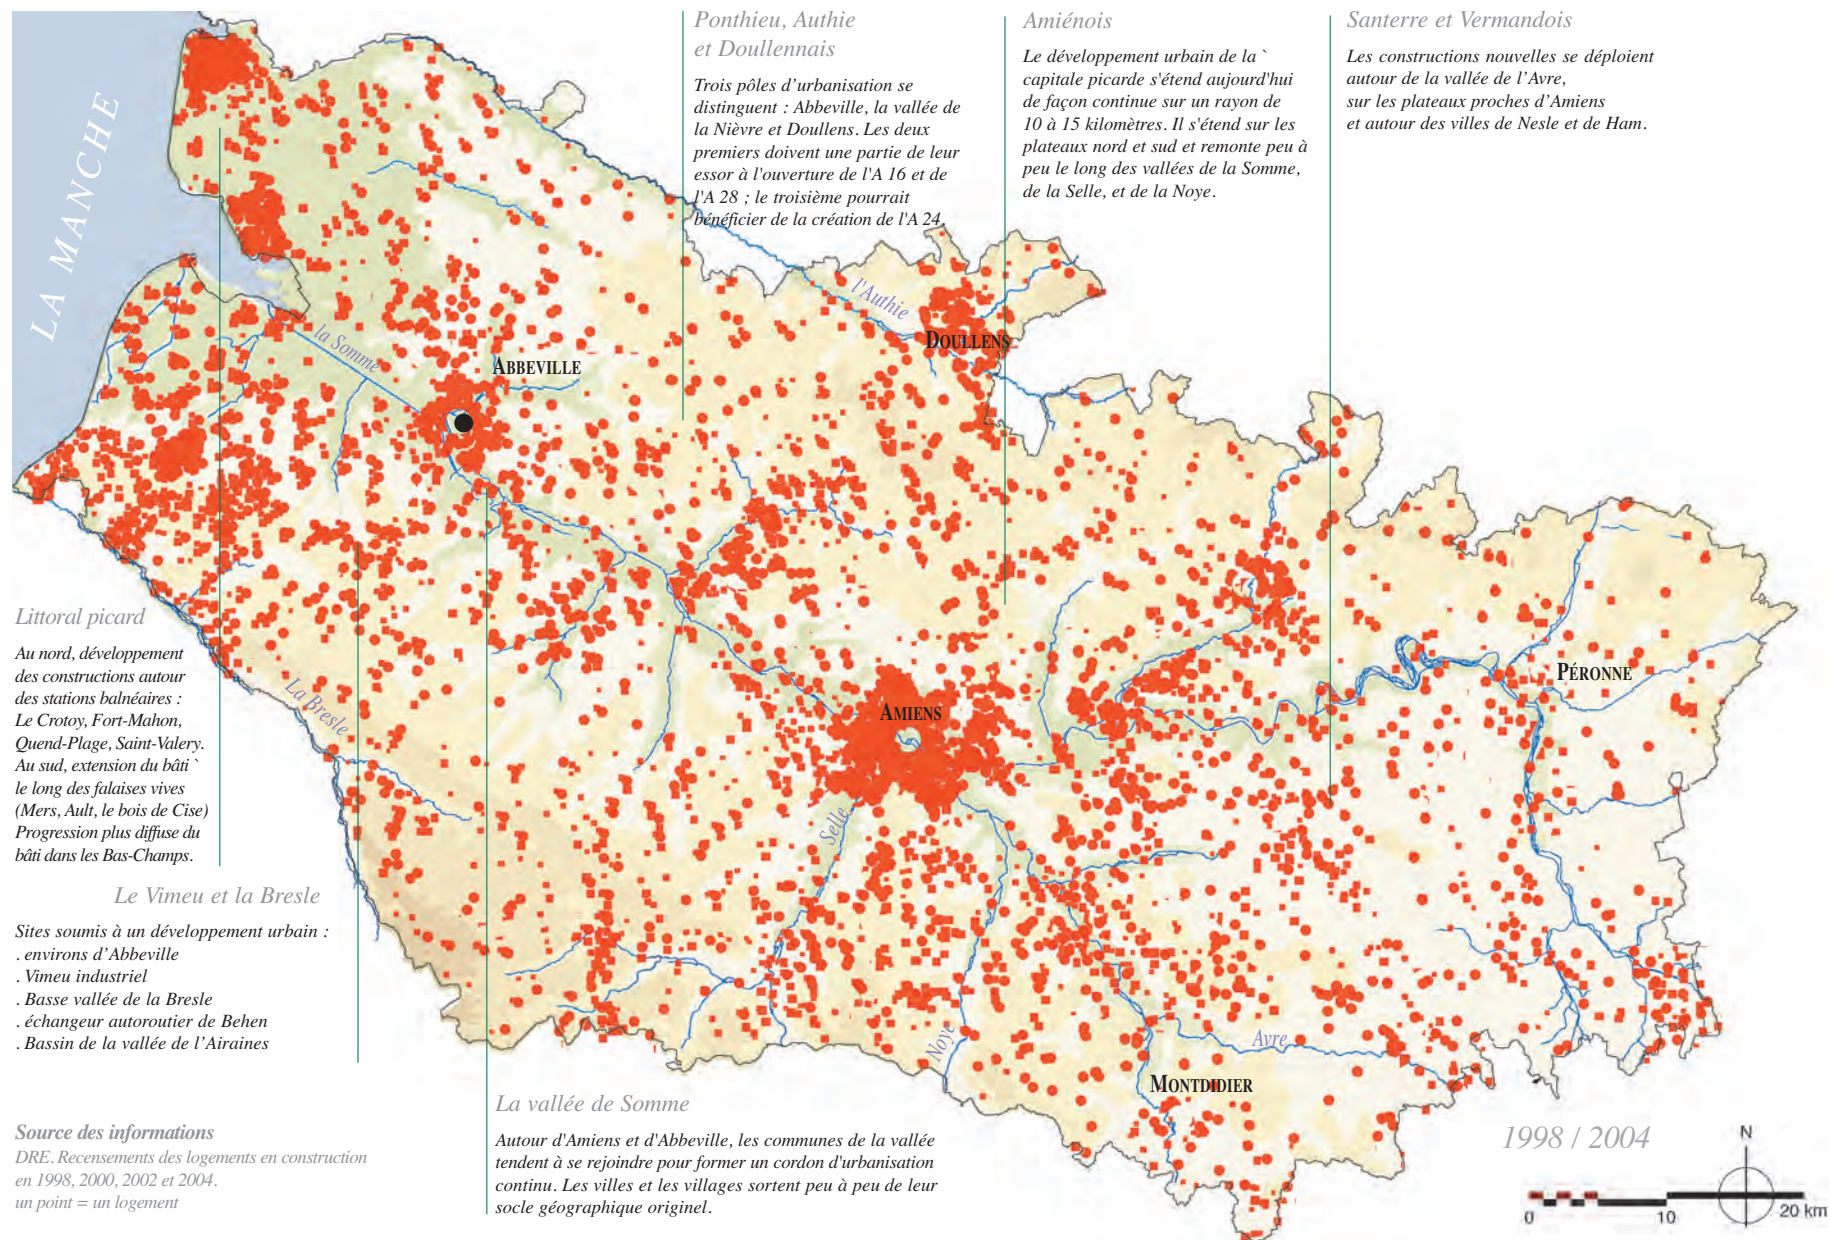 Ponthieu, Authie
et Doullennais
Trois pôles d'urbanisation se
distinguent : Abbeville, la vallée de
la Nièvre et Doullens. Les deux
premiers doivent une partie de leur
essor à l'ouverture de l'A 16 et de
l'A 28 ; le troisième pourrait
bénéficier de la création de l'A 24.
Amiénois
Le développement urbain de la `
capitale picarde s'étend aujourd'hui
de façon continue sur un rayon de
10 à 15 kilomètres. Il s'étend sur les
plateaux nord et sud et remonte peu à
peu le long des vallées de la Somme,
de la Selle, et de la Noye.
Santerre et Vermandois
Les constructions nouvelles se déploient
autour de la vallée de l'Avre,
sur les plateaux proches d'Amiens
et autour des villes de Nesle et de Ham.
LA MANCHE
la Somme
ABBEVILLE
l'Authie
DOULLENS
AMIENS
PÉRONNE
La Bresle
Selle
Noye
Avre
MONTDIDIER
Littoral picard
Au nord, développement
des constructions autour
des stations balnéaires :
Le Crotoy, Fort-Mahon,
Quend-Plage, Saint-Valery.
Au sud, extension du bâti `
le long des falaises vives
(Mers, Ault, le bois de Cise)
Progression plus diffuse du
bâti dans les Bas-Champs.
Le Vimeu et la Bresle
Sites soumis à un développement urbain :
. environs d'Abbeville
. Vimeu industriel
. Basse vallée de la Bresle
. échangeur autoroutier de Behen
. Bassin de la vallée de l'Airaines
La vallée de Somme
Autour d'Amiens et d'Abbeville, les communes de la vallée
tendent à se rejoindre pour former un cordon d'urbanisation
continu. Les villes et les villages sortent peu à peu de leur
socle géographique originel.
Source des informations
DRE. Recensements des logements en construction
en 1998, 2000, 2002 et 2004.
un point = un logement
1998 / 2004
N
0 10 20 km